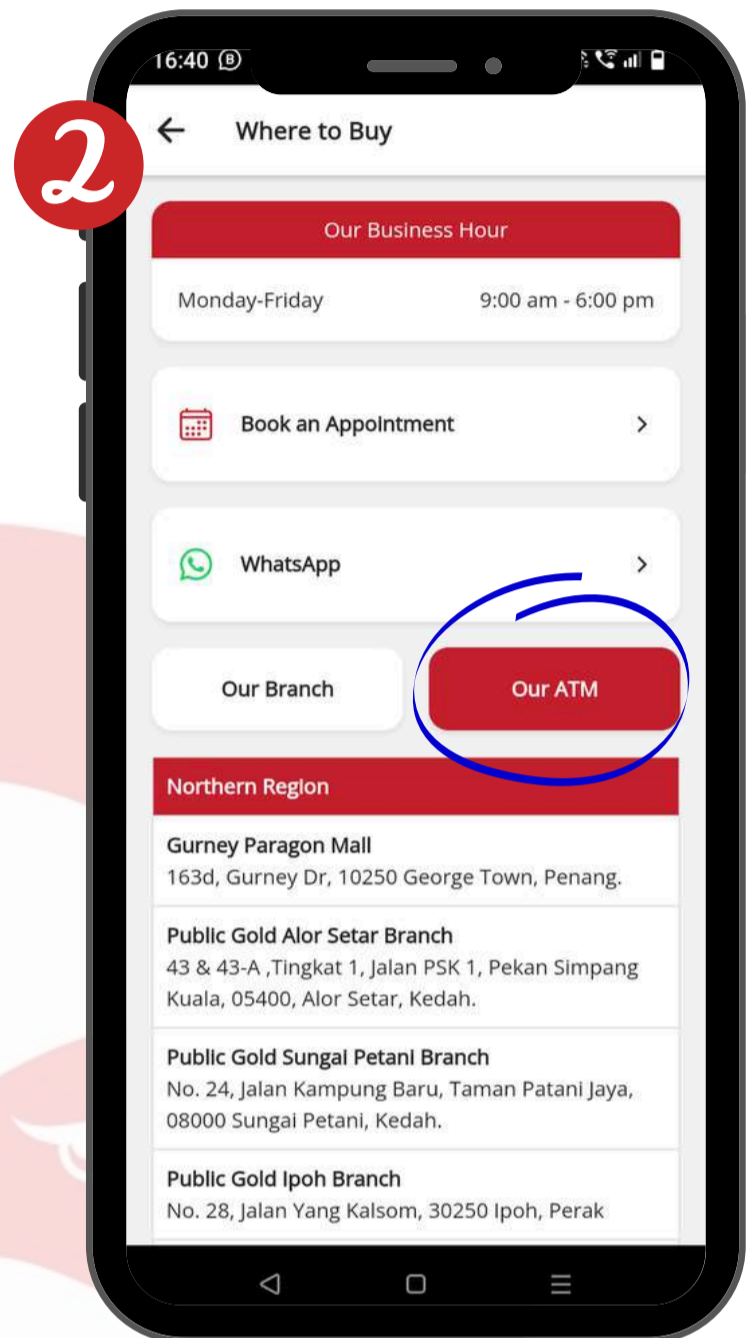 16:40
2
Where to Buy
Our Business Hour
Monday-Friday 9:00 am - 6:00 pm
Book an Appointment
WhatsApp
Our Branch Our ATM
Northern Region
Gurney Paragon Mall
163d, Gurney Dr, 10250 George Town, Penang.
Public Gold Alor Setar Branch
43 & 43-A ,Tingkat 1, Jalan PSK 1, Pekan Simpang
Kuala, 05400, Alor Setar, Kedah.
Public Gold Sungai Petani Branch
No. 24, Jalan Kampung Baru, Taman Patani Jaya,
08000 Sungai Petani, Kedah.
Public Gold Ipoh Branch
No. 28, Jalan Yang Kalsom, 30250 Ipoh, Perak